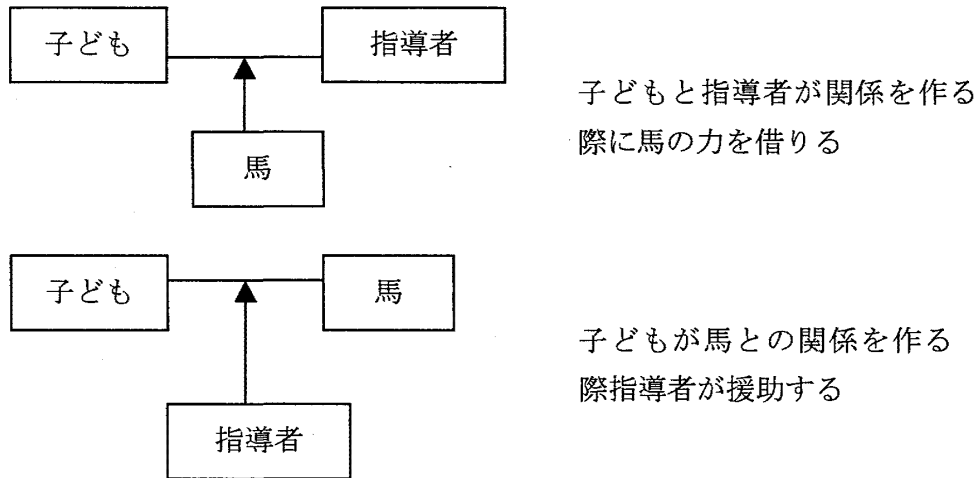 子ども
指導者
馬
子どもと指導者が関係を作る
際に馬の力を借りる
子ども
馬
指導者
子どもが馬との関係を作る
際指導者が援助する